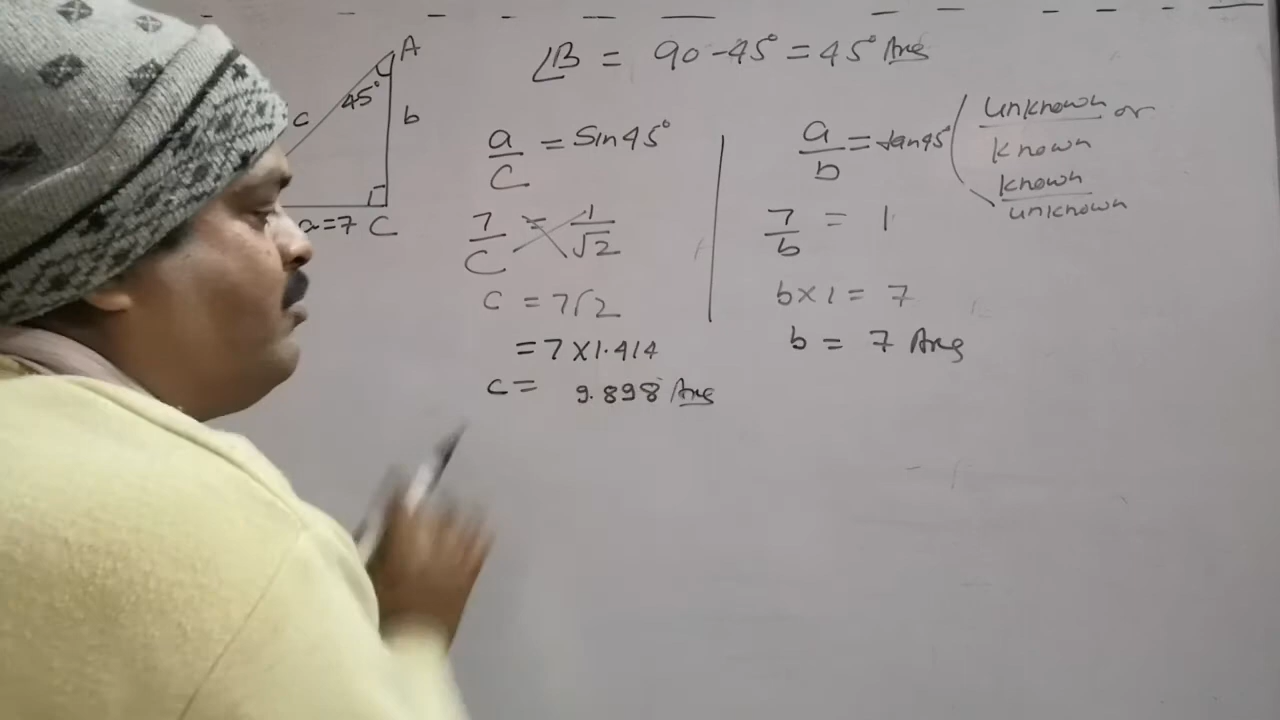 ∠B = 90-45° = 45° Ans
A
45°
c
b
a=7 C
a/c = Sin45°
7/c = 1/√2
c = 7√2
= 7×1.414
c = 9.898 Ans
a/b = tan45° (unknown/known or
known/unknown
7/b = 1
b×1 = 7
b = 7 Ans